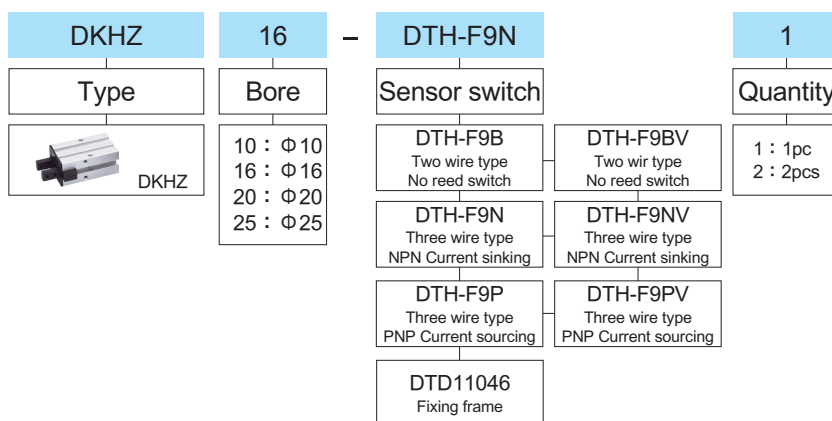 DKHZ 16 – DTH-F9N 1
Type Bore Sensor switch Quantity
DKHZ
10：Φ10
16：Φ16
20：Φ20
25：Φ25
DTH-F9B
Two wire type
No reed switch
DTH-F9BV
Two wir type
No reed switch
DTH-F9N
Three wire type
NPN Current sinking
DTH-F9NV
Three wire type
NPN Current sinking
DTH-F9P
Three wire type
PNP Current sourcing
DTH-F9PV
Three wire type
PNP Current sourcing
DTD11046
Fixing frame
1：1pc
2：2pcs